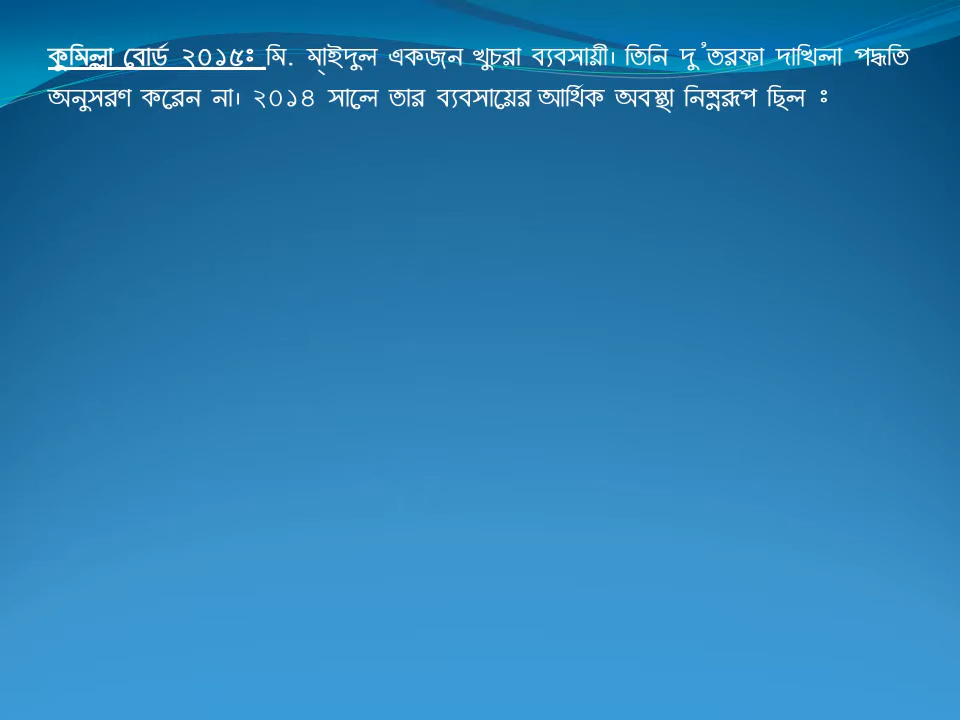 কুমিল্লা বোর্ড ২০১৫ঃ মি. ম্াইদুল একজন খুচরা ব্যবসায়ী। তিনি দু’তরফা দাখিলা পদ্ধতি
অনুসরণ করেন না। ২০১৪ সালে তার ব্যবসায়ের আর্থিক অবস্থা নিম্নরূপ ছিল ঃ